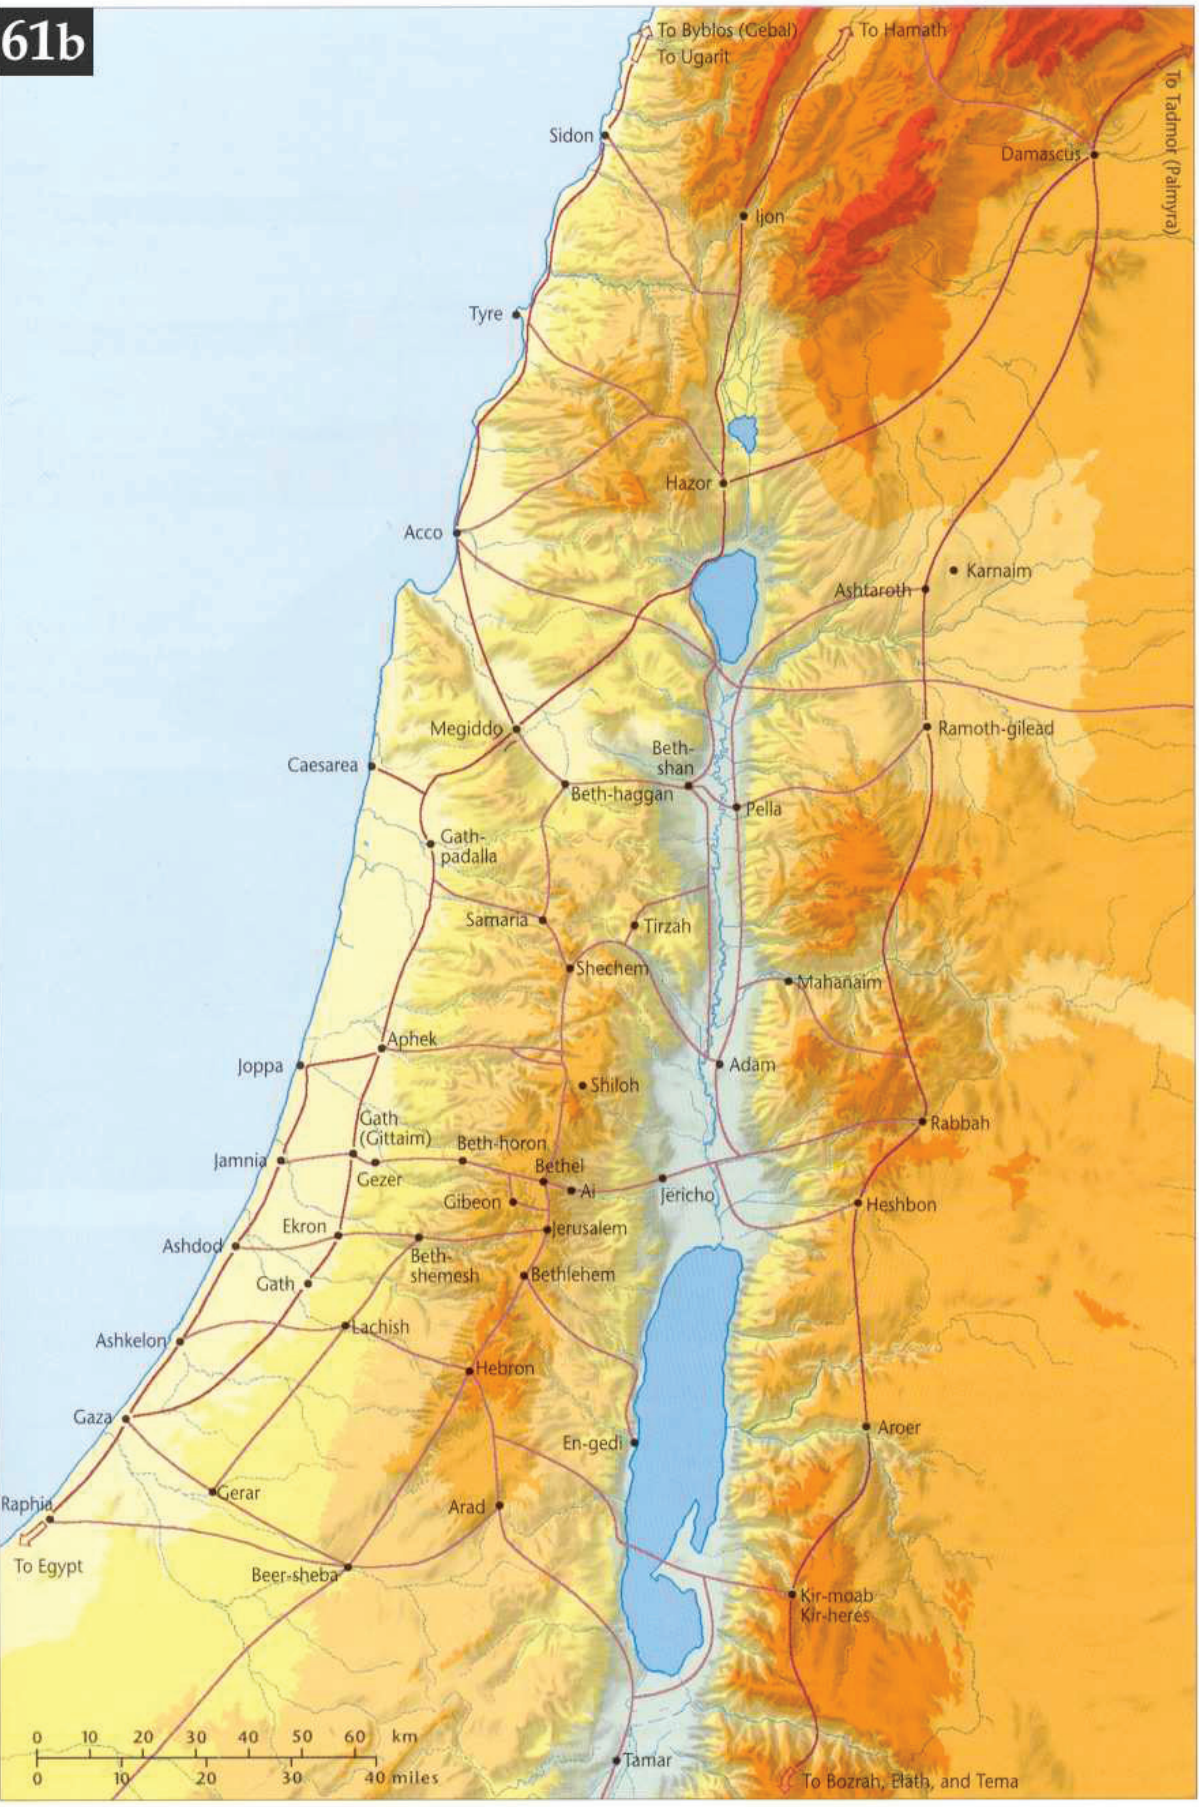 61b
To Byblos (Gebal)
To Ugarit
To Hamath
To Tadmor (Palmyra)
Sidon
Damascus
Ijon
Tyre
Hazor
Acco
Karnaim
Ashtaroth
Megiddo
Ramoth-gilead
Beth-
shan
Caesarea
Beth-haggan
Pella
Gath-
padalla
Samaria
Tirzah
Shechem
Mahanaim
Aphek
Joppa
Adam
Shiloh
Gath
(Gittaim)
Rabbah
Beth-horon
Jamnia
Bethel
Gezer
Ai
Jericho
Gibeon
Heshbon
Ekron
Jerusalem
Ashdod
Beth-
shemesh
Bethlehem
Gath
Lachish
Ashkelon
Hebron
Gaza
Aroer
En-gedi
Gerar
Raphia
Arad
To Egypt
Beer-sheba
Kir-moab
Kir-heres
0 10 20 30 40 50 60 km
0 10 20 30 40 miles
Tamar
To Bozrah, Elath, and Tema